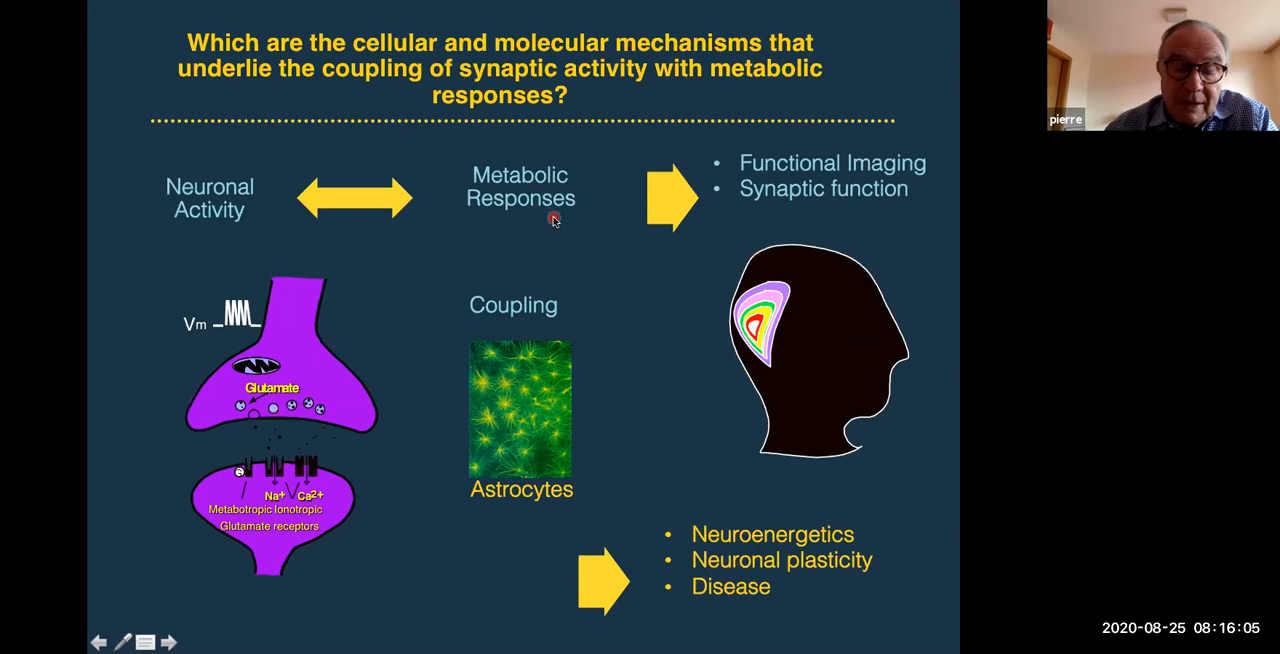 Which are the cellular and molecular mechanisms that
underlie the coupling of synaptic activity with metabolic
responses?
pierre
Neuronal
Activity
Metabolic
Responses
• Functional Imaging
• Synaptic function
Vm
Coupling
Glutamate
G
Na+ Ca2+
Metabotropic Ionotropic
Glutamate receptors
Astrocytes
• Neuroenergetics
• Neuronal plasticity
• Disease
2020-08-25 08:16:05